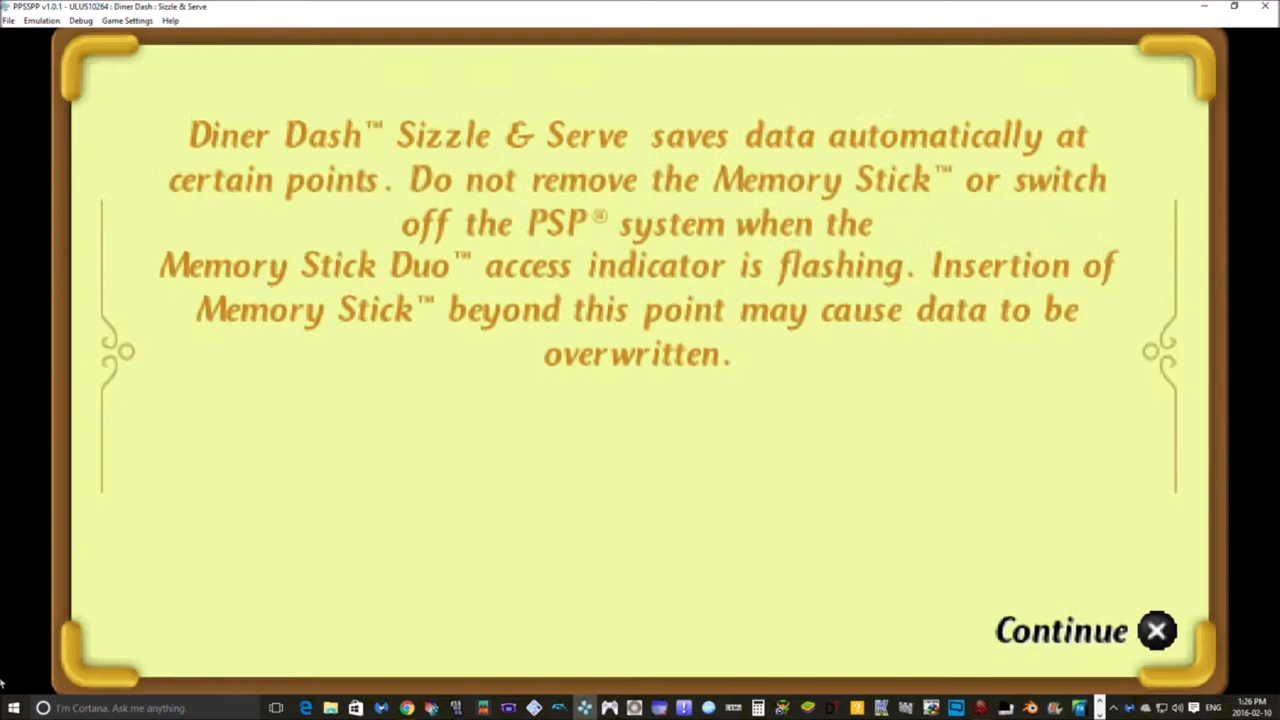 PPSSPP v1.0.1 - ULUS10264 : Diner Dash : Sizzle & Serve
File Emulation Debug Game Settings Help
Diner Dash™ Sizzle & Serve saves data automatically at
certain points. Do not remove the Memory Stick™ or switch
off the PSP® system when the
Memory Stick Duo™ access indicator is flashing. Insertion of
Memory Stick™ beyond this point may cause data to be
overwritten.
Continue
I'm Cortana. Ask me anything.
ENG
1:26 PM
2016-02-10